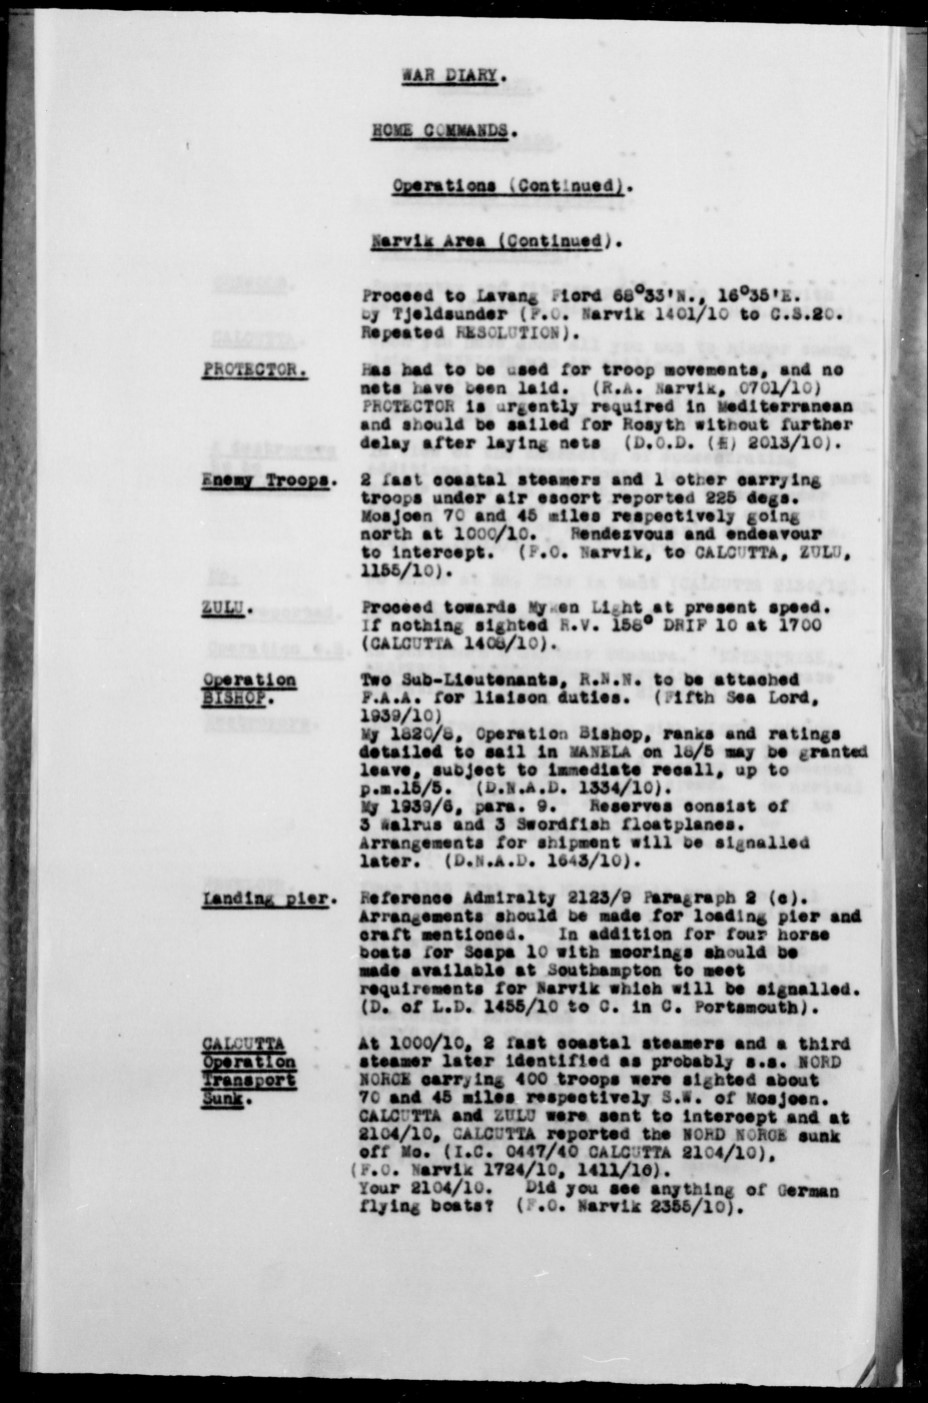 WAR DIARY.
HOME COMMANDS.
Operations (Continued).
Narvik Area (Continued).
Proceed to Lavang Fiord 68°33'N., 16°35'E.
by Tjeldsunder (F.O. Narvik 1401/10 to C.S.20.
Repeated RESOLUTION).
PROTECTOR. Has had to be used for troop movements, and no
nets have been laid. (R.A. Narvik, 0701/10)
PROTECTOR is urgently required in Mediterranean
and should be sailed for Rosyth without further
delay after laying nets (D.O.D. (H) 2013/10).
Enemy Troops. 2 fast coastal steamers and 1 other carrying
troops under air escort reported 225 degs.
Mosjoen 70 and 45 miles respectively going
north at 1000/10. Rendezvous and endeavour
to intercept. (F.O. Narvik, to CALCUTTA, ZULU,
1155/10).
ZULU. Proceed towards Myken Light at present speed.
If nothing sighted R.V. 158° DRIF 10 at 1700
(CALCUTTA 1408/10).
Operation
BISHOP. Two Sub-Lieutenants, R.N.N. to be attached
F.A.A. for liaison duties. (Fifth Sea Lord,
1939/10)
My 1820/8, Operation Bishop, ranks and ratings
detailed to sail in MANELA on 16/5 may be granted
leave, subject to immediate recall, up to
p.m.15/5. (D.N.A.D. 1334/10).
My 1939/6, para. 9. Reserves consist of
3 Walrus and 3 Swordfish floatplanes.
Arrangements for shipment will be signalled
later. (D.N.A.D. 1643/10).
Landing pier. Reference Admiralty 2123/9 Paragraph 2 (c).
Arrangements should be made for loading pier and
craft mentioned. In addition for four horse
boats for Scapa 10 with moorings should be
made available at Southampton to meet
requirements for Narvik which will be signalled.
(D. of L.D. 1455/10 to C. in C. Portsmouth).
CALCUTTA
Operation
Transport
Sunk. At 1000/10, 2 fast coastal steamers and a third
steamer later identified as probably s.s. NORD
NORGE carrying 400 troops were sighted about
70 and 45 miles respectively S.W. of Mosjoen.
CALCUTTA and ZULU were sent to intercept and at
2104/10, CALCUTTA reported the NORD NORGE sunk
off Mo. (I.C. 0447/40 CALCUTTA 2104/10),
(F.O. Narvik 1724/10, 1411/10).
Your 2104/10. Did you see anything of German
flying boats? (F.O. Narvik 2355/10).